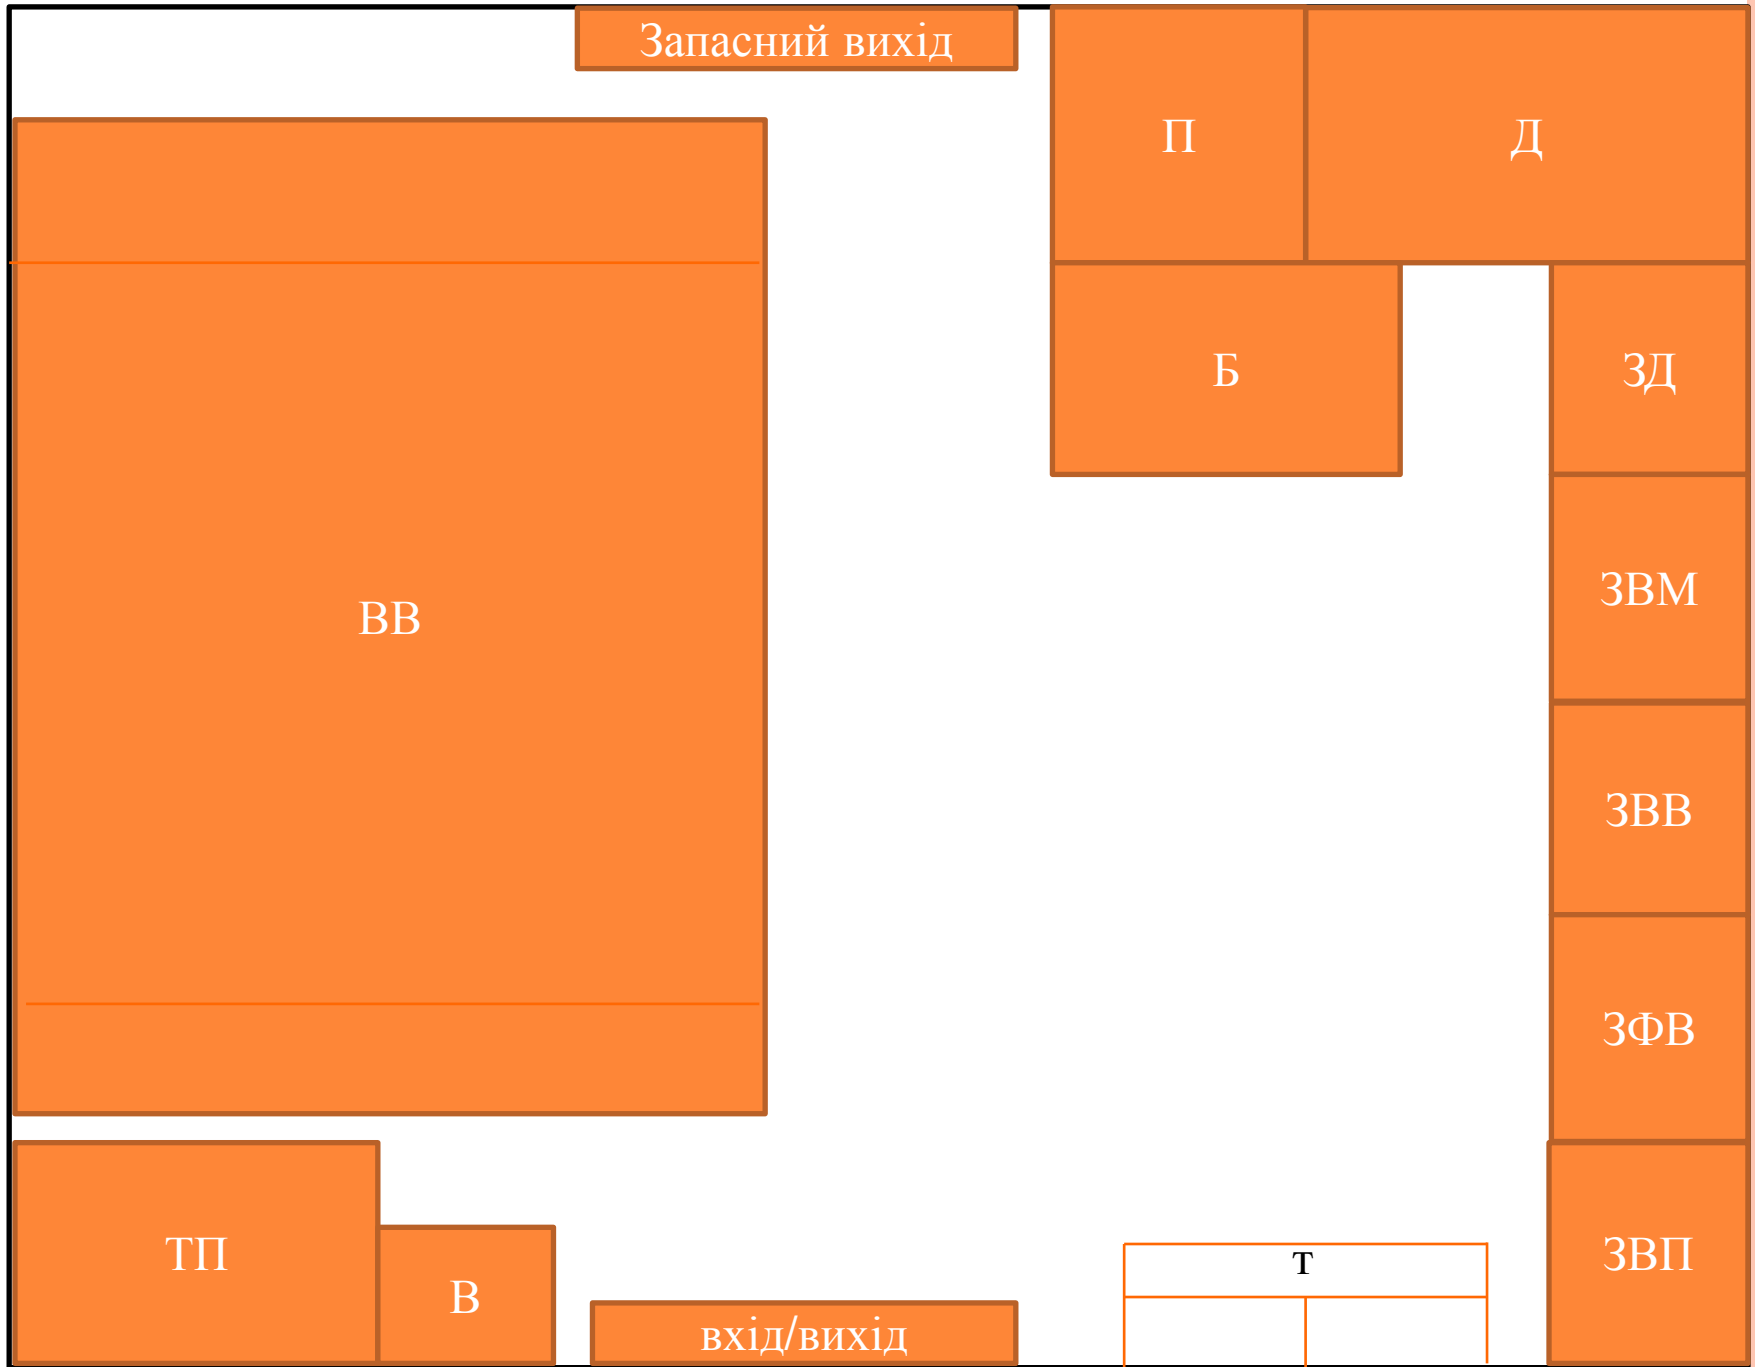 Запасний вихід
П
Д
Б
ЗД
ЗВМ
ВВ
ЗВВ
ЗФВ
ТП
В
т
ЗВП
вхід/вихід